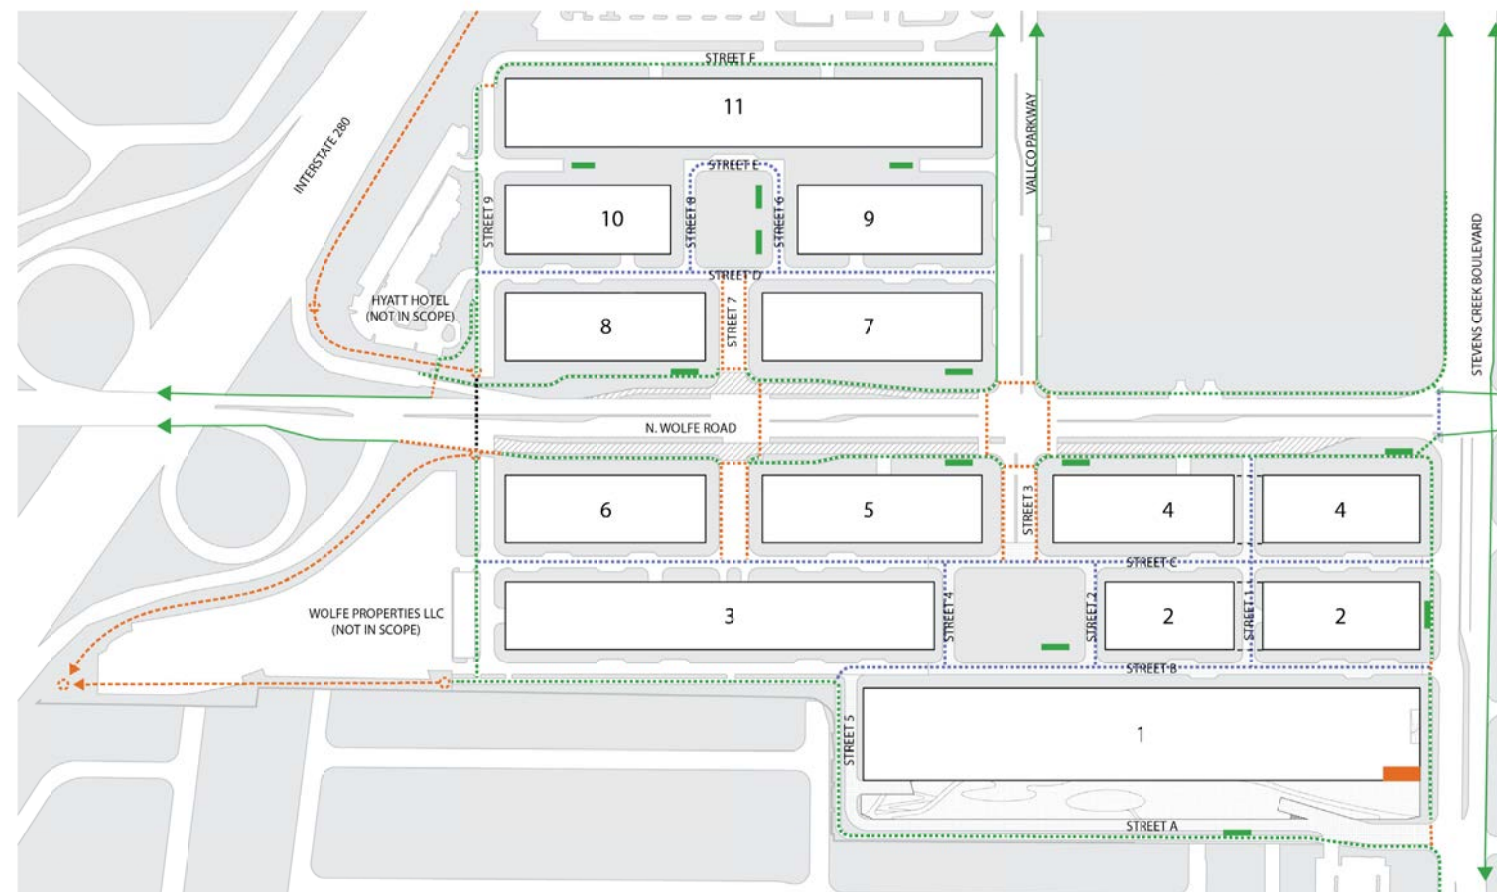 STREET F
11
INTERSTATE 280
VALLCO PARKWAY
STREET E
STREET 9
10
STREET 8
STREET 6
9
STEVENS CREEK BOULEVARD
STREET D
HYATT HOTEL
(NOT IN SCOPE)
8
STREET 7
7
N. WOLFE ROAD
6
5
STREET 3
4
4
STREET C
WOLFE PROPERTIES LLC
(NOT IN SCOPE)
3
STREET 4
STREET 2
2
STREET 1
2
STREET B
STREET 5
1
STREET A